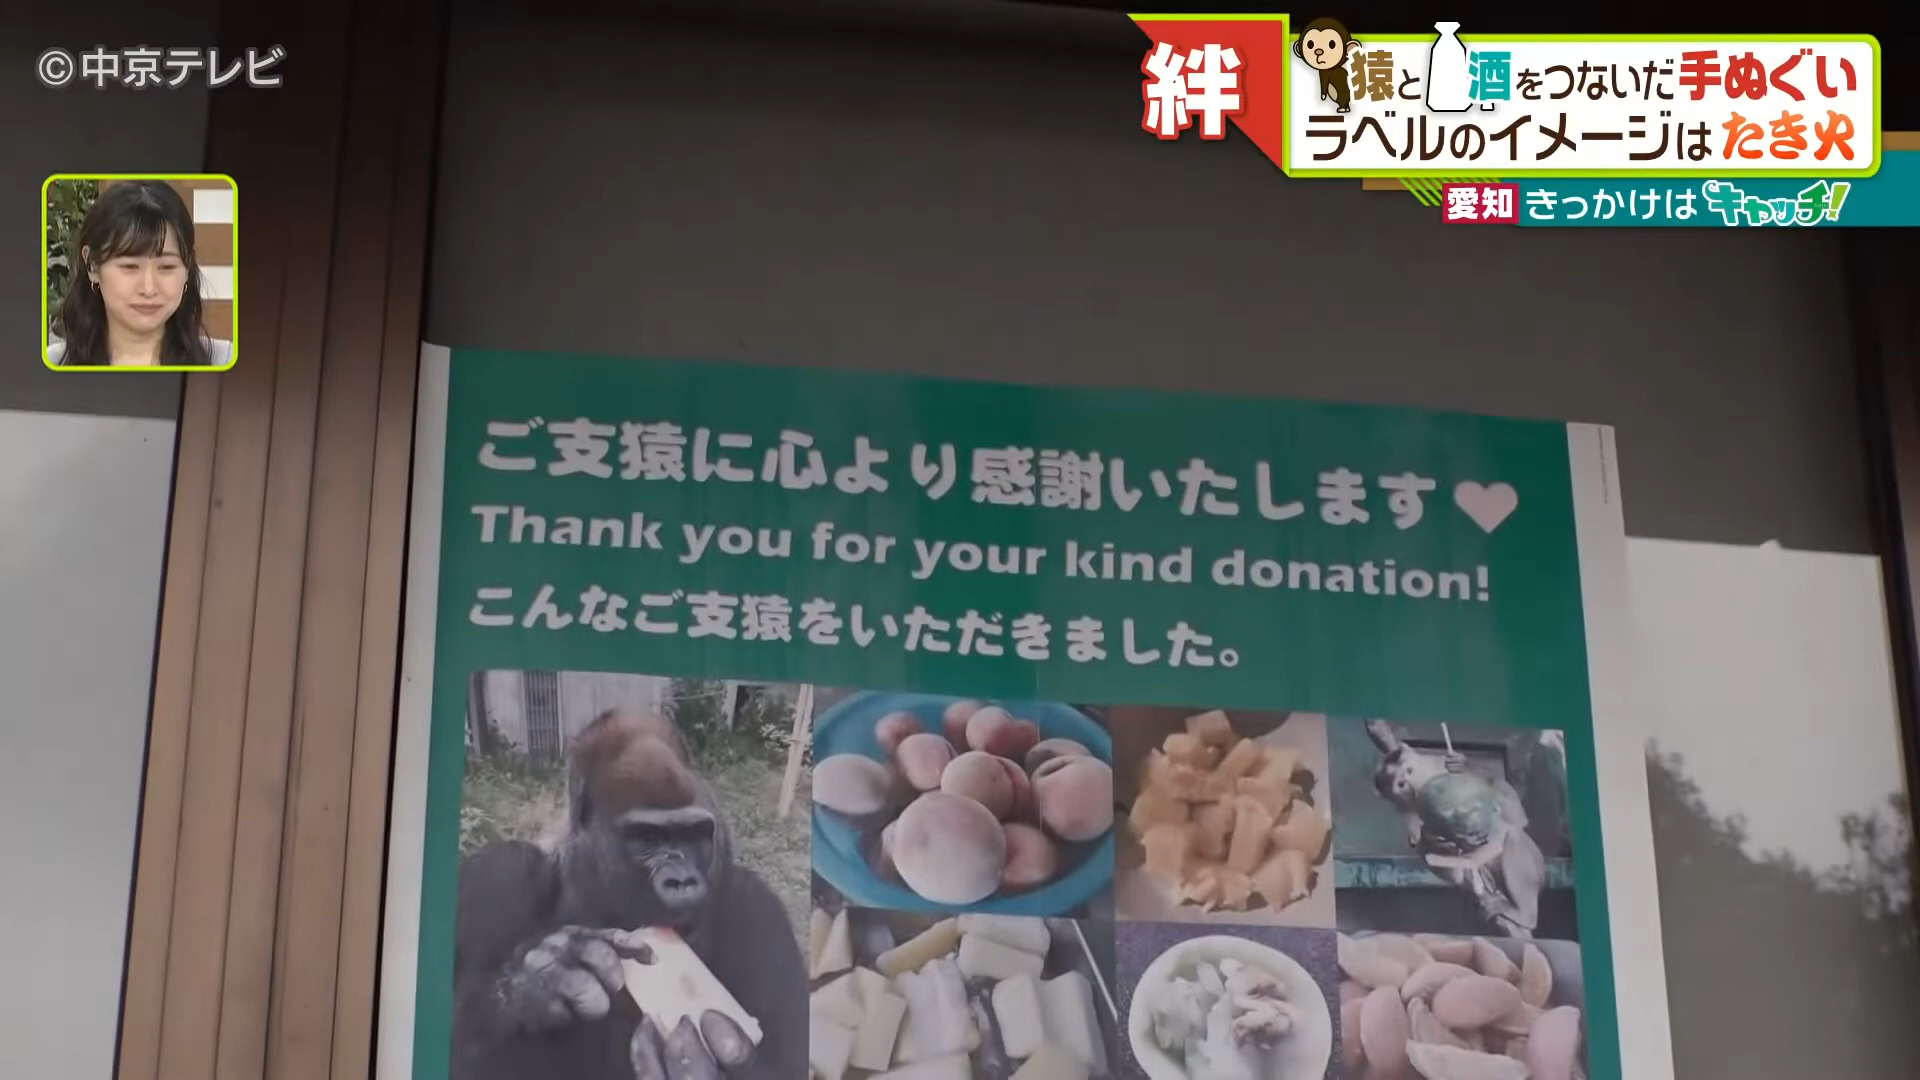 ©中京テレビ
絆
猿と酒をつないだ手ぬぐい
ラベルのイメージはたき火
愛知 きっかけは キャッチ!
ご支猿に心より感謝いたします♥
Thank you for your kind donation!
こんなご支猿をいただきました。